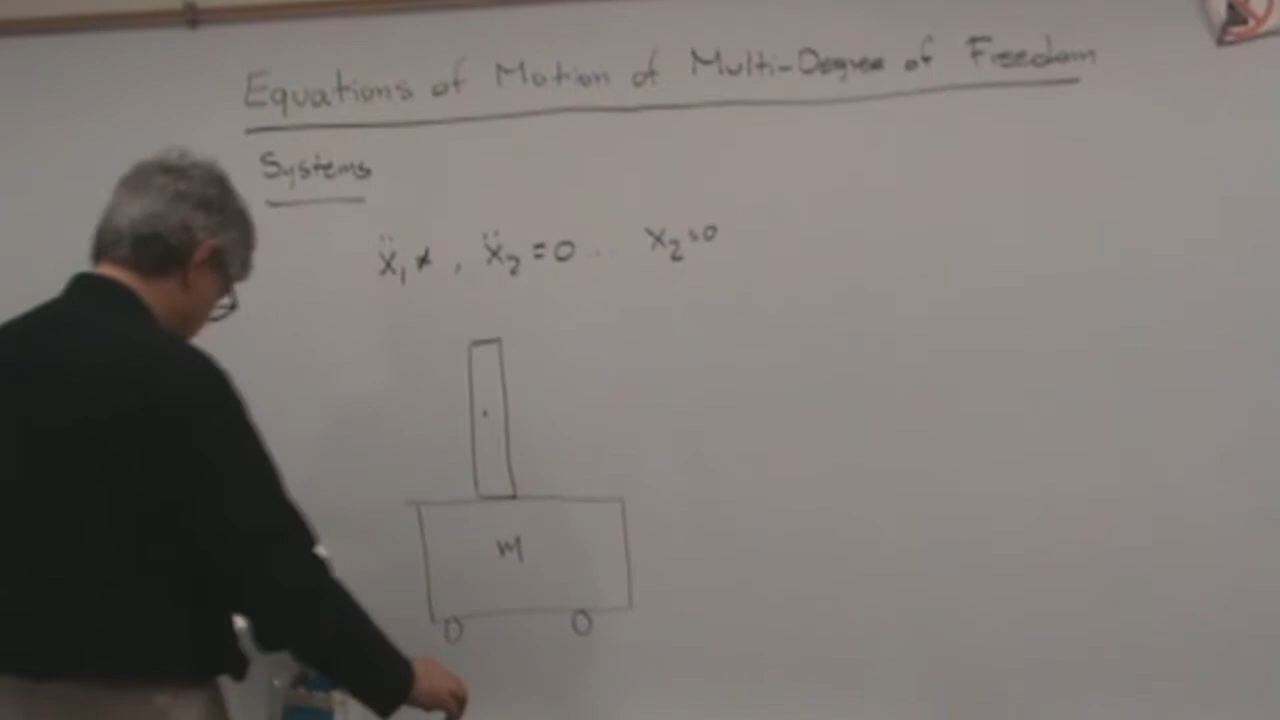 Equations of Motion of Multi-Degree of Freedom
Systems
ẍ₁ ≠ , ẍ₂ = 0 .. x₂ = 0
M